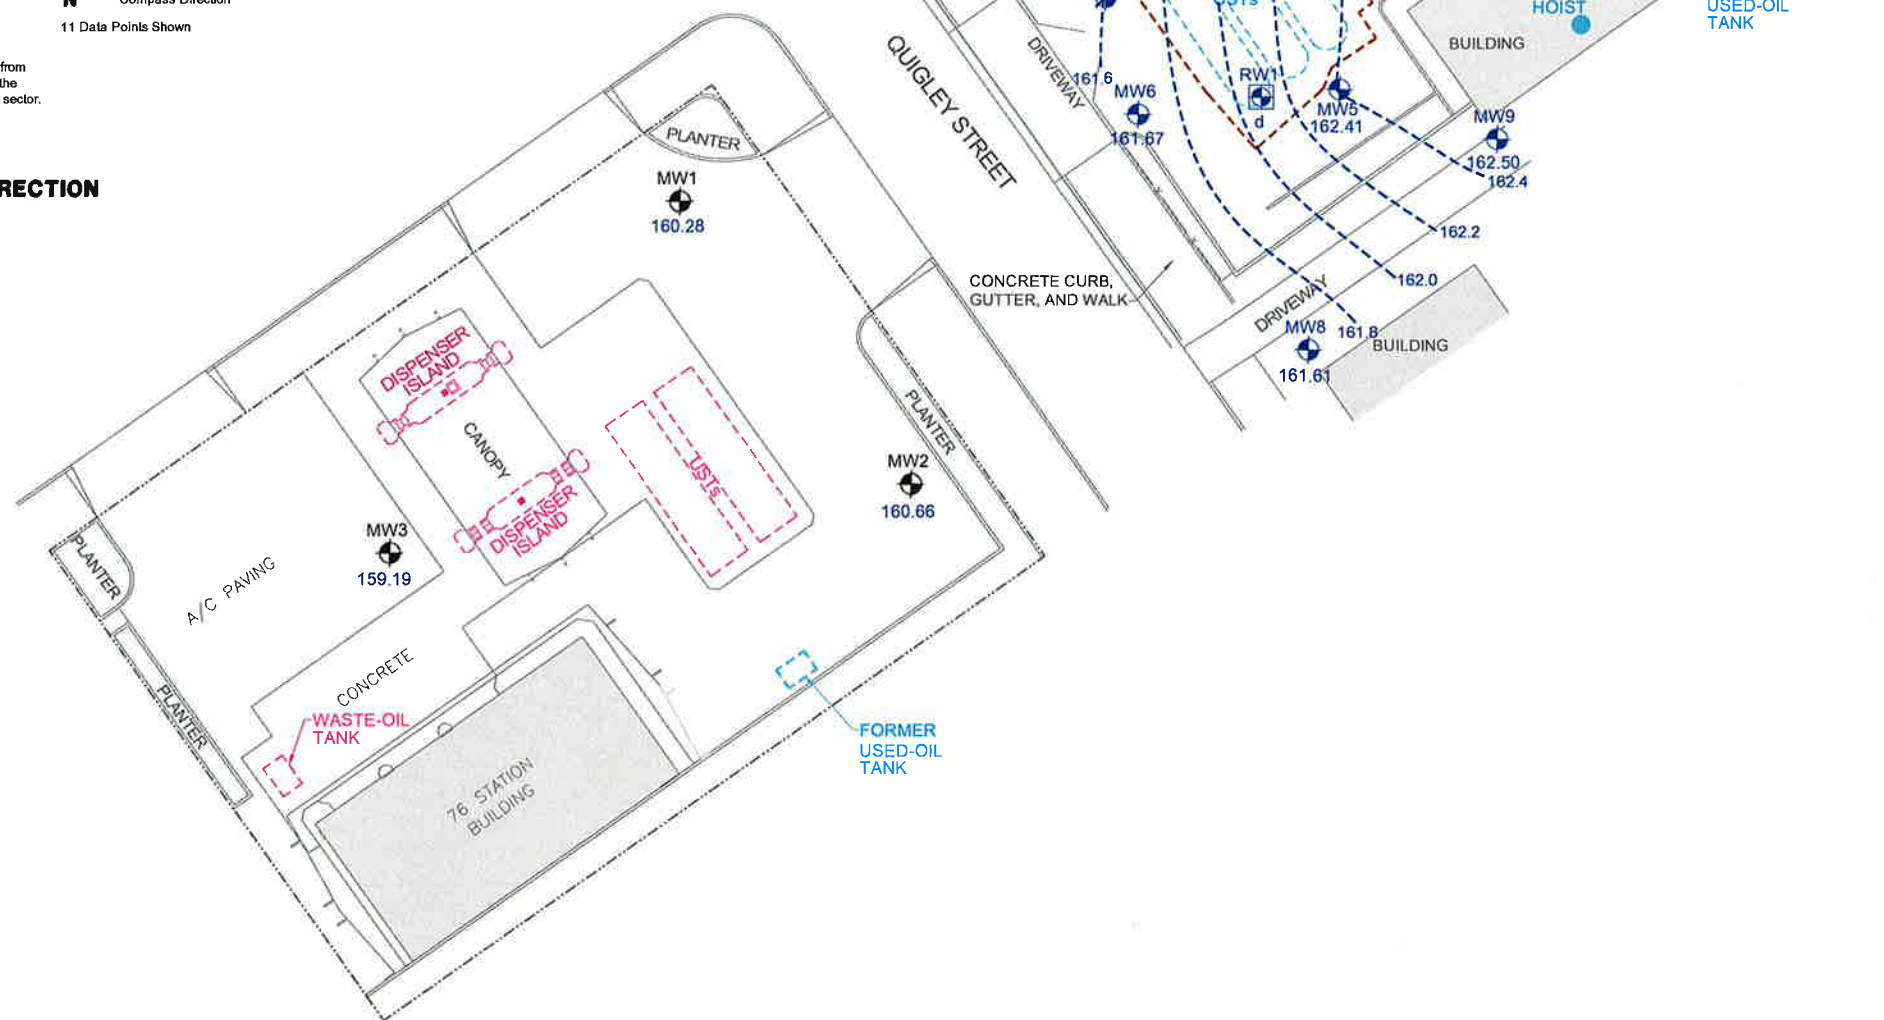 Compass Direction
11 Data Points Shown
from
the
sector.
RECTION
QUIGLEY STREET
DRIVEWAY
161.6
MW6
161.67
USTs
RW1
d
MW5
162.41
HOIST
BUILDING
USED-OIL
TANK
MW9
162.50
162.4
162.2
162.0
161.8
DRIVEWAY
MW8
161.61
BUILDING
CONCRETE CURB,
GUTTER, AND WALK
PLANTER
MW1
160.28
DISPENSER
ISLAND
CANOPY
DISPENSER
ISLAND
USTs
PLANTER
MW2
160.66
MW3
159.19
PLANTER
A/C PAVING
CONCRETE
PLANTER
WASTE-OIL
TANK
76 STATION
BUILDING
FORMER
USED-OIL
TANK